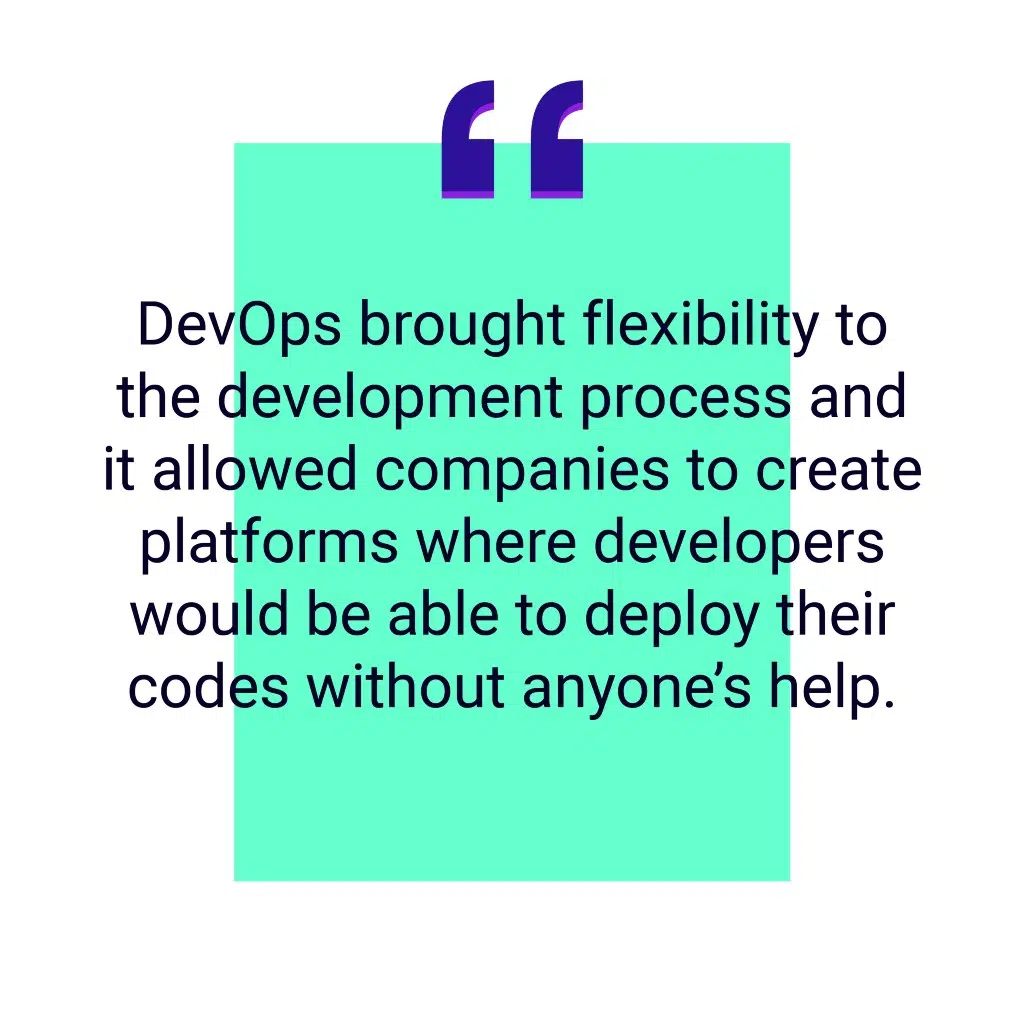 DevOps brought flexibility to
the development process and
it allowed companies to create
platforms where developers
would be able to deploy their
codes without anyone’s help.